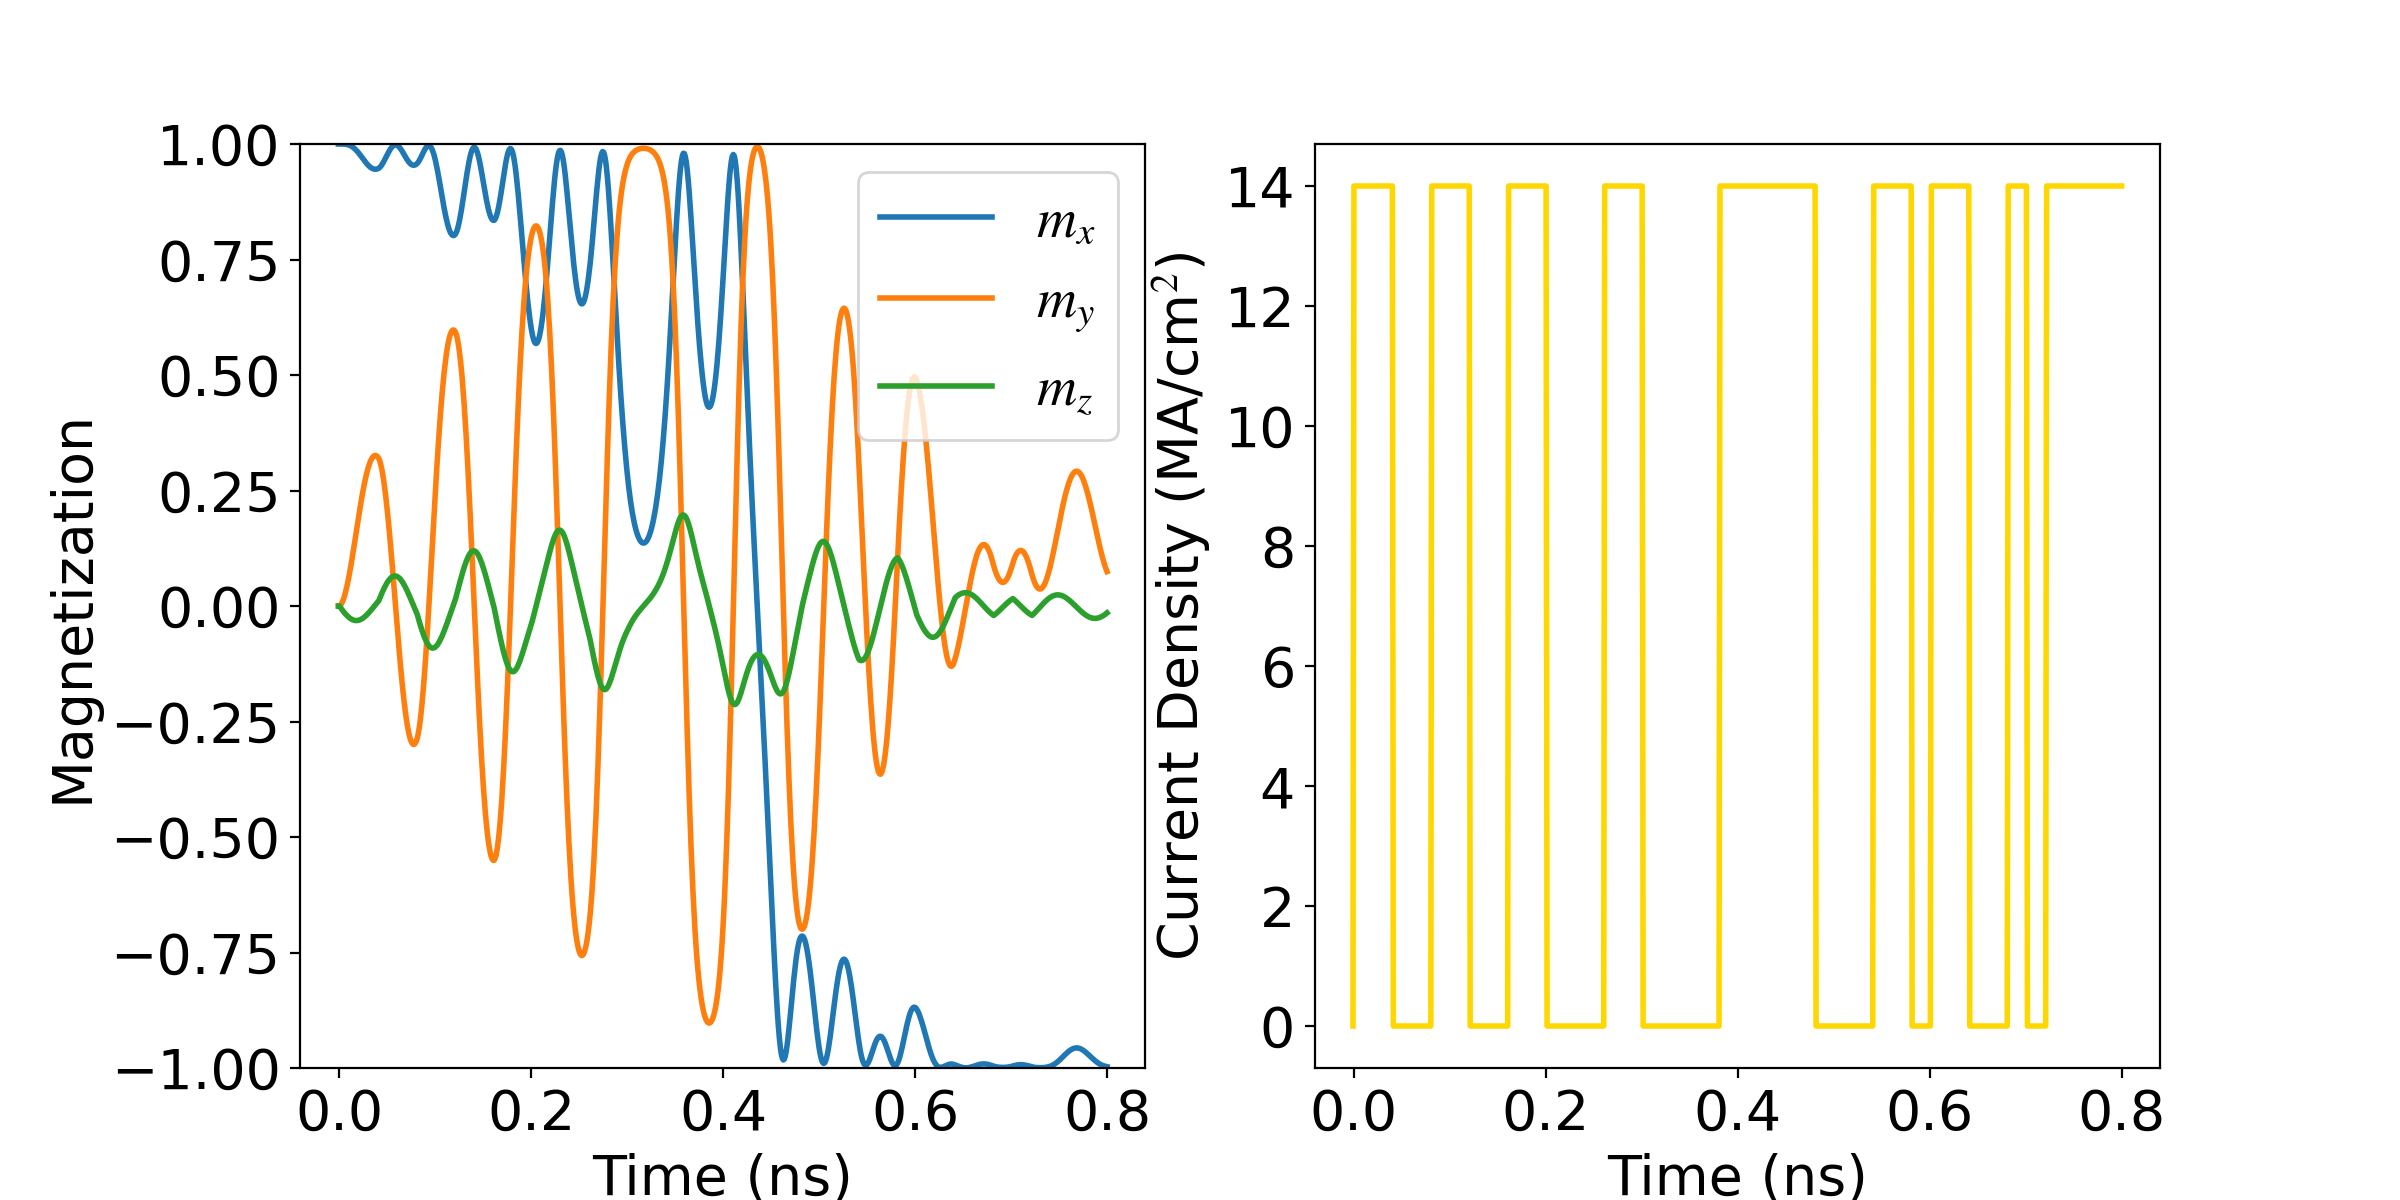 Magnetization
1.00
0.75
0.50
0.25
0.00
−0.25
−0.50
−0.75
−1.00
0.0 0.2 0.4 0.6 0.8
Time (ns)
m_x
m_y
m_z
Current Density (MA/cm²)
14
12
10
8
6
4
2
0
0.0 0.2 0.4 0.6 0.8
Time (ns)